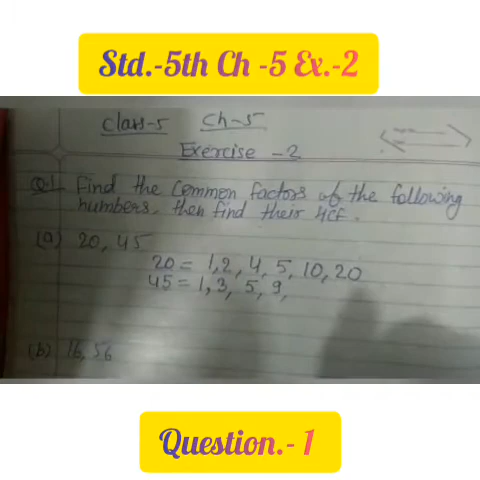 Std.-5th Ch -5 Ex.-2
Class-5 Ch-5
Exercise -2
Q.1 Find the Common factors of the following
numbers, then find their HCF.
(a) 20, 45
20 = 1,2, 4, 5, 10, 20
45 = 1, 3, 5, 9,
(b) 16, 56
Question.- 1